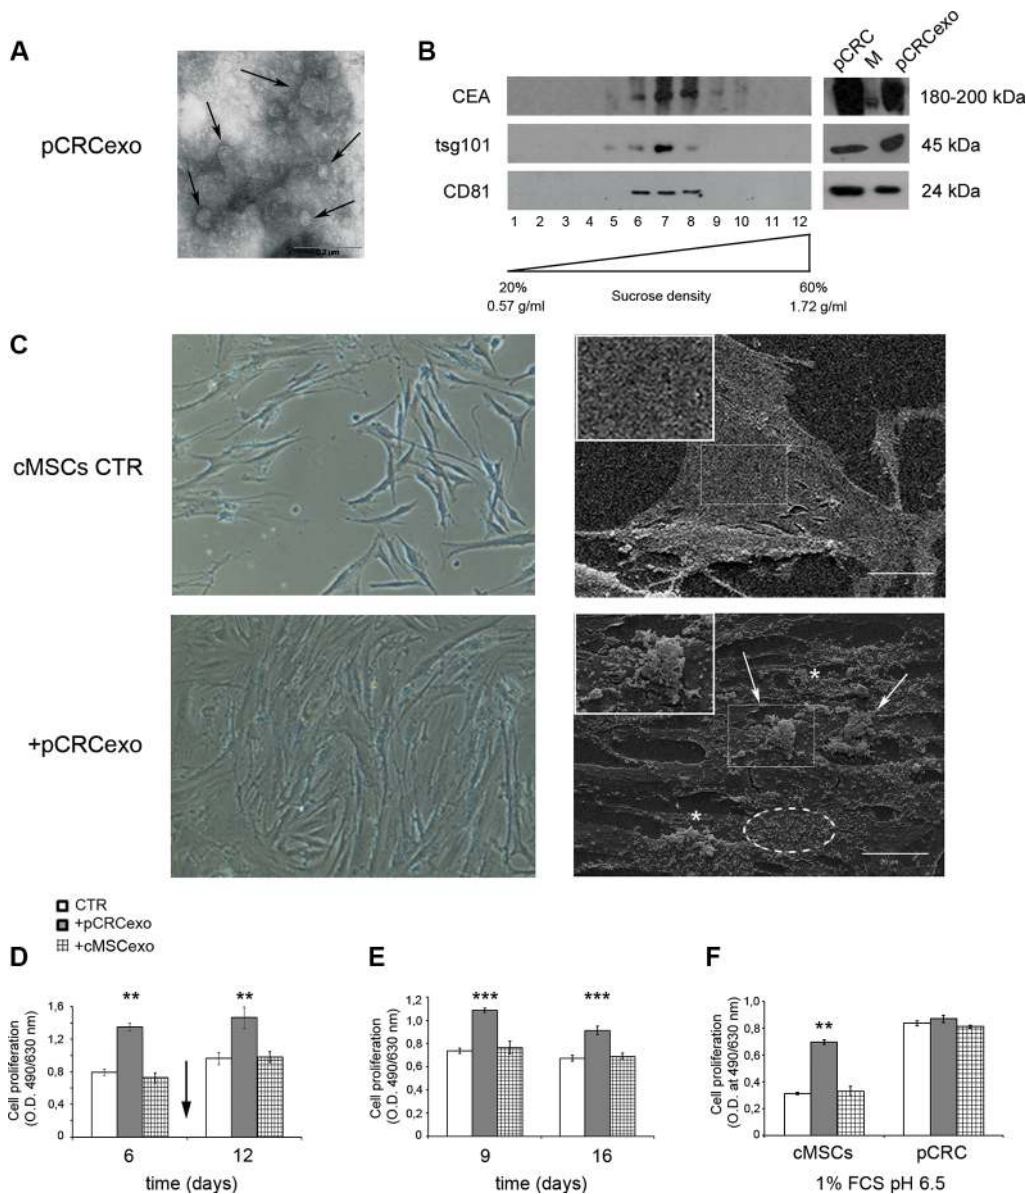 A
pCRCexo
0.2 µm
B
pCRC
M
pCRCexo
CEA
180-200 kDa
tsg101
45 kDa
CD81
24 kDa
1 2 3 4 5 6 7 8 9 10 11 12
20%
60%
0.57 g/ml
Sucrose density
1.72 g/ml
C
cMSCs CTR
+pCRCexo
*
*
CTR
+pCRCexo
+cMSCexo
D
Cell proliferation
(O.D. 490/630 nm)
1,6
1,2
0,8
0,4
0
**
**
6
12
time (days)
E
Cell proliferation
(O.D. 490/630 nm)
1,2
1,0
0,8
0,6
0,4
0,2
0
***
***
9
16
time (days)
F
Cell proliferation
(O.D. at 490/630 nm)
1,0
0,8
0,6
0,4
0,2
0
**
cMSCs
pCRC
1% FCS pH 6.5